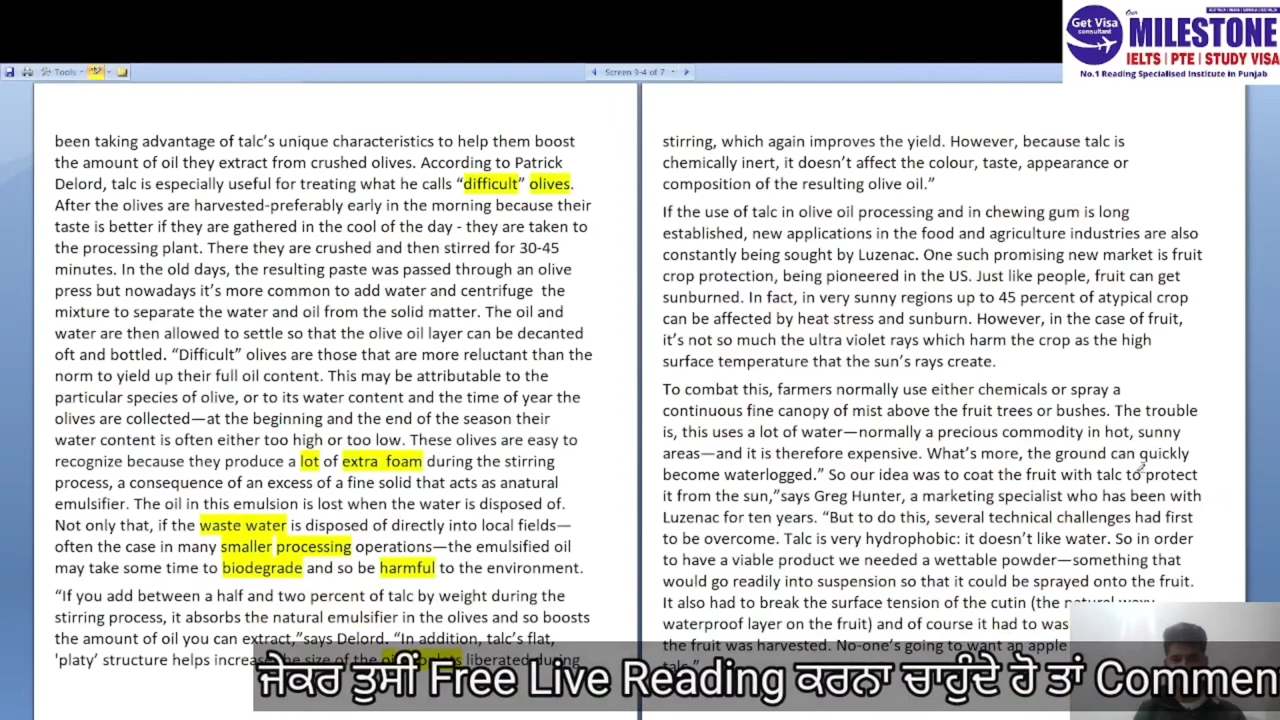 Get Visa
consultant
Our
MILESTONE
IELTS | PTE | STUDY VISA
No.1 Reading Specialised Institute in Punjab
Tools
Screen 3-4 of 7
been taking advantage of talc’s unique characteristics to help them boost
the amount of oil they extract from crushed olives. According to Patrick
Delord, talc is especially useful for treating what he calls “difficult” olives.
After the olives are harvested-preferably early in the morning because their
taste is better if they are gathered in the cool of the day - they are taken to
the processing plant. There they are crushed and then stirred for 30-45
minutes. In the old days, the resulting paste was passed through an olive
press but nowadays it’s more common to add water and centrifuge the
mixture to separate the water and oil from the solid matter. The oil and
water are then allowed to settle so that the olive oil layer can be decanted
oft and bottled. “Difficult” olives are those that are more reluctant than the
norm to yield up their full oil content. This may be attributable to the
particular species of olive, or to its water content and the time of year the
olives are collected—at the beginning and the end of the season their
water content is often either too high or too low. These olives are easy to
recognize because they produce a lot of extra foam during the stirring
process, a consequence of an excess of a fine solid that acts as anatural
emulsifier. The oil in this emulsion is lost when the water is disposed of.
Not only that, if the waste water is disposed of directly into local fields—
often the case in many smaller processing operations—the emulsified oil
may take some time to biodegrade and so be harmful to the environment.
“If you add between a half and two percent of talc by weight during the
stirring process, it absorbs the natural emulsifier in the olives and so boosts
the amount of oil you can extract,”says Delord. “In addition, talc’s flat,
'platy’ structure helps increase the size of the oil droplets liberated during
stirring, which again improves the yield. However, because talc is
chemically inert, it doesn’t affect the colour, taste, appearance or
composition of the resulting olive oil.”
If the use of talc in olive oil processing and in chewing gum is long
established, new applications in the food and agriculture industries are also
constantly being sought by Luzenac. One such promising new market is fruit
crop protection, being pioneered in the US. Just like people, fruit can get
sunburned. In fact, in very sunny regions up to 45 percent of atypical crop
can be affected by heat stress and sunburn. However, in the case of fruit,
it’s not so much the ultra violet rays which harm the crop as the high
surface temperature that the sun’s rays create.
To combat this, farmers normally use either chemicals or spray a
continuous fine canopy of mist above the fruit trees or bushes. The trouble
is, this uses a lot of water—normally a precious commodity in hot, sunny
areas—and it is therefore expensive. What’s more, the ground can quickly
become waterlogged.” So our idea was to coat the fruit with talc to protect
it from the sun,”says Greg Hunter, a marketing specialist who has been with
Luzenac for ten years. “But to do this, several technical challenges had first
to be overcome. Talc is very hydrophobic: it doesn’t like water. So in order
to have a viable product we needed a wettable powder—something that
would go readily into suspension so that it could be sprayed onto the fruit.
It also had to break the surface tension of the cutin (the natural waxy,
waterproof layer on the fruit) and of course it had to was
the fruit was harvested. No-one’s going to want an apple
talc.”
ਜੇਕਰ ਤੁਸੀਂ Free Live Reading ਕਰਨਾ ਚਾਹੁੰਦੇ ਹੋ ਤਾਂ Commen